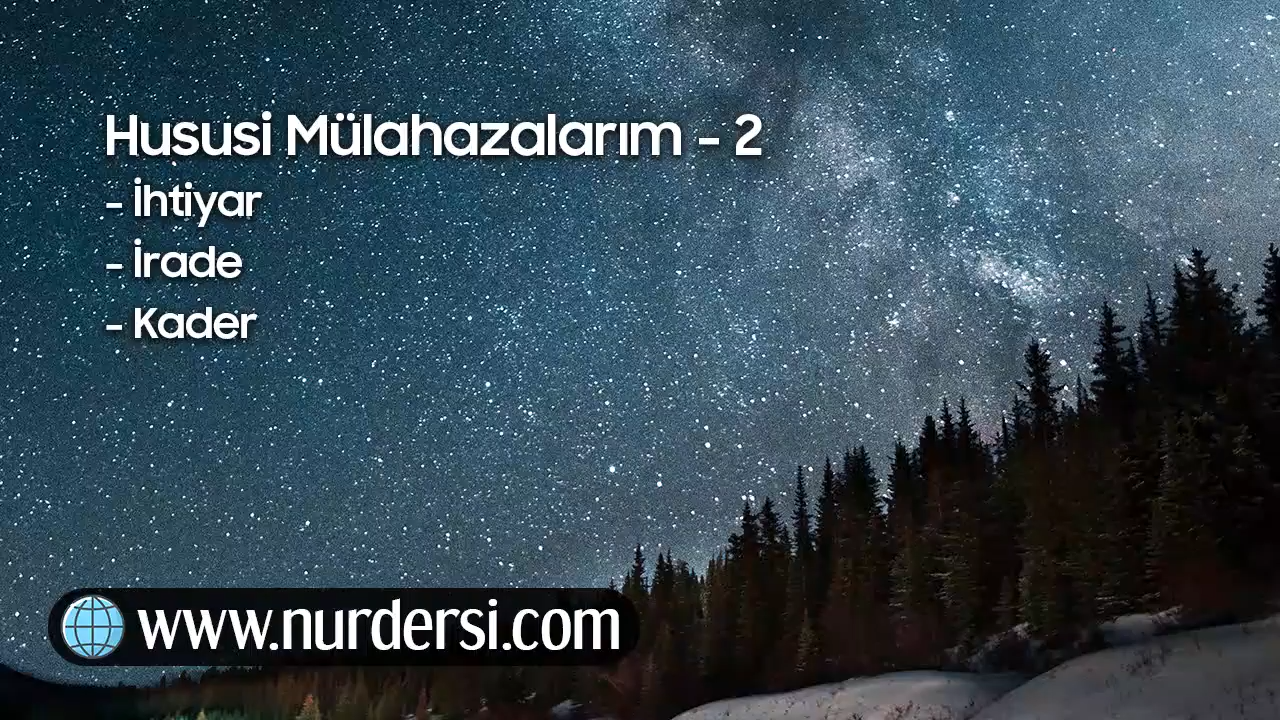 Hususi Mülahazalarım - 2
- İhtiyar
- İrade
- Kader
www.nurdersi.com